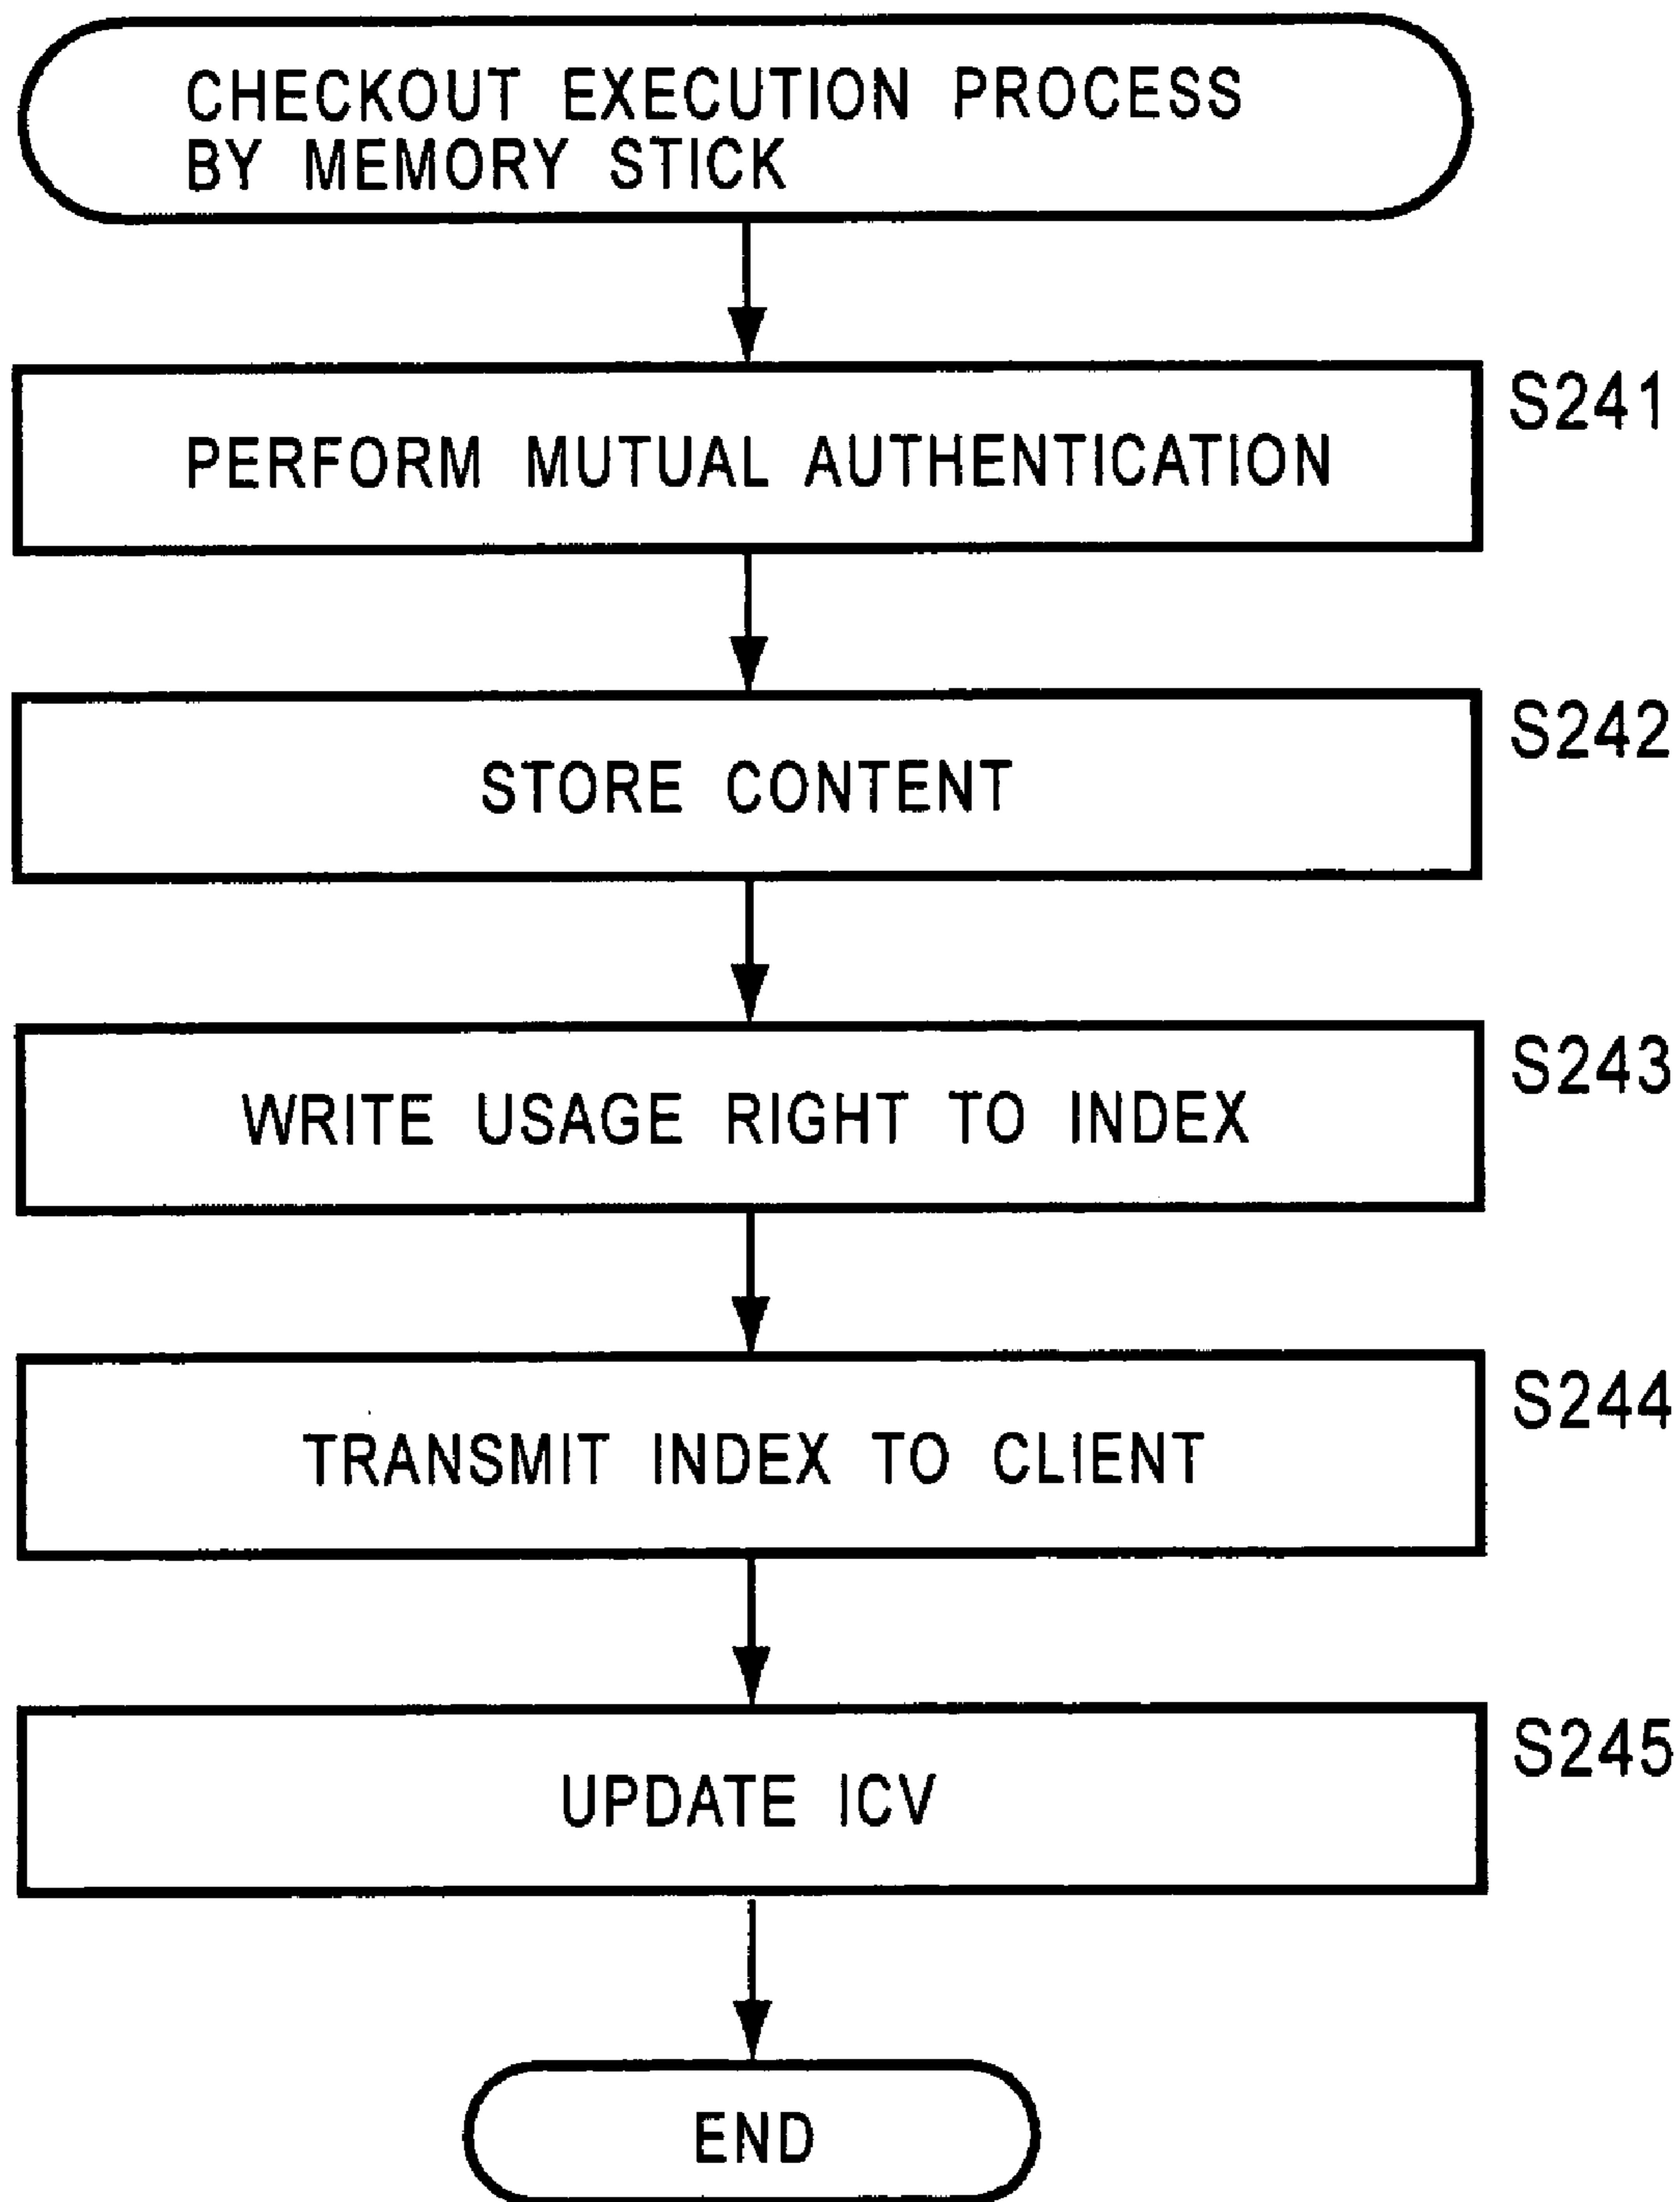 CHECKOUT EXECUTION PROCESS
BY MEMORY STICK
S241
PERFORM MUTUAL AUTHENTICATION
S242
STORE CONTENT
S243
WRITE USAGE RIGHT TO INDEX
S244
TRANSMIT INDEX TO CLIENT
S245
UPDATE ICV
END